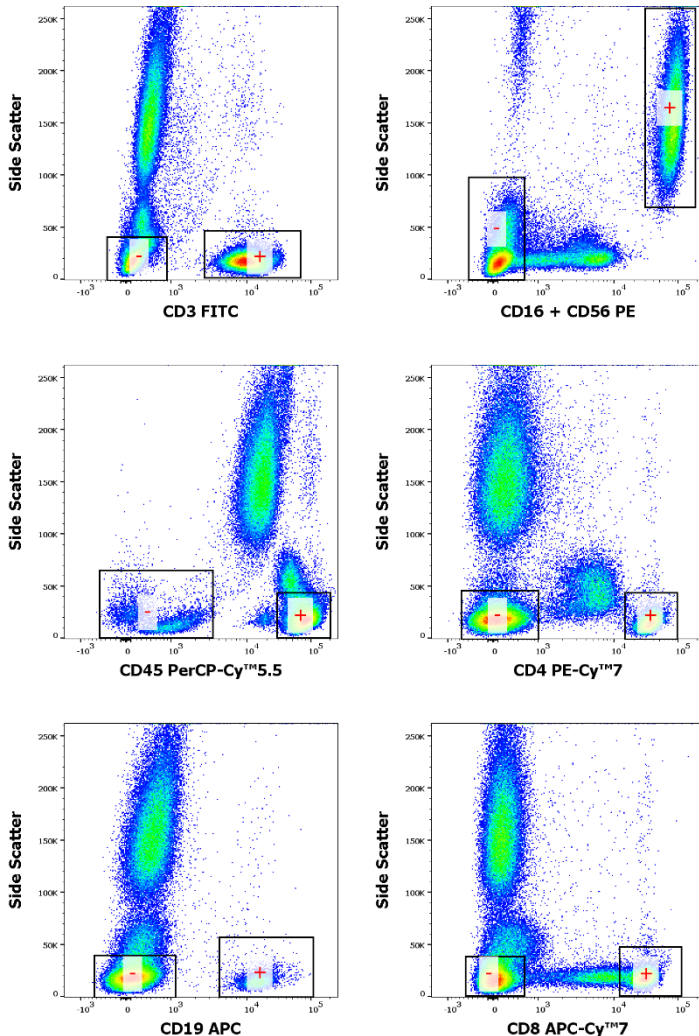 Side Scatter
250K
200K
150K
100K
50K
0
-
+
-10³ 0 10³ 10⁴ 10⁵
CD3 FITC
Side Scatter
250K
200K
150K
100K
50K
0
+
-
-10³ 0 10³ 10⁴ 10⁵
CD16 + CD56 PE
Side Scatter
250K
200K
150K
100K
50K
0
-
+
-10³ 0 10³ 10⁴ 10⁵
CD45 PerCP-Cy™5.5
Side Scatter
250K
200K
150K
100K
50K
0
-
+
-10³ 0 10³ 10⁴ 10⁵
CD4 PE-Cy™7
Side Scatter
250K
200K
150K
100K
50K
0
-
+
-10³ 0 10³ 10⁴ 10⁵
CD19 APC
Side Scatter
250K
200K
150K
100K
50K
0
-
+
-10³ 0 10³ 10⁴ 10⁵
CD8 APC-Cy™7